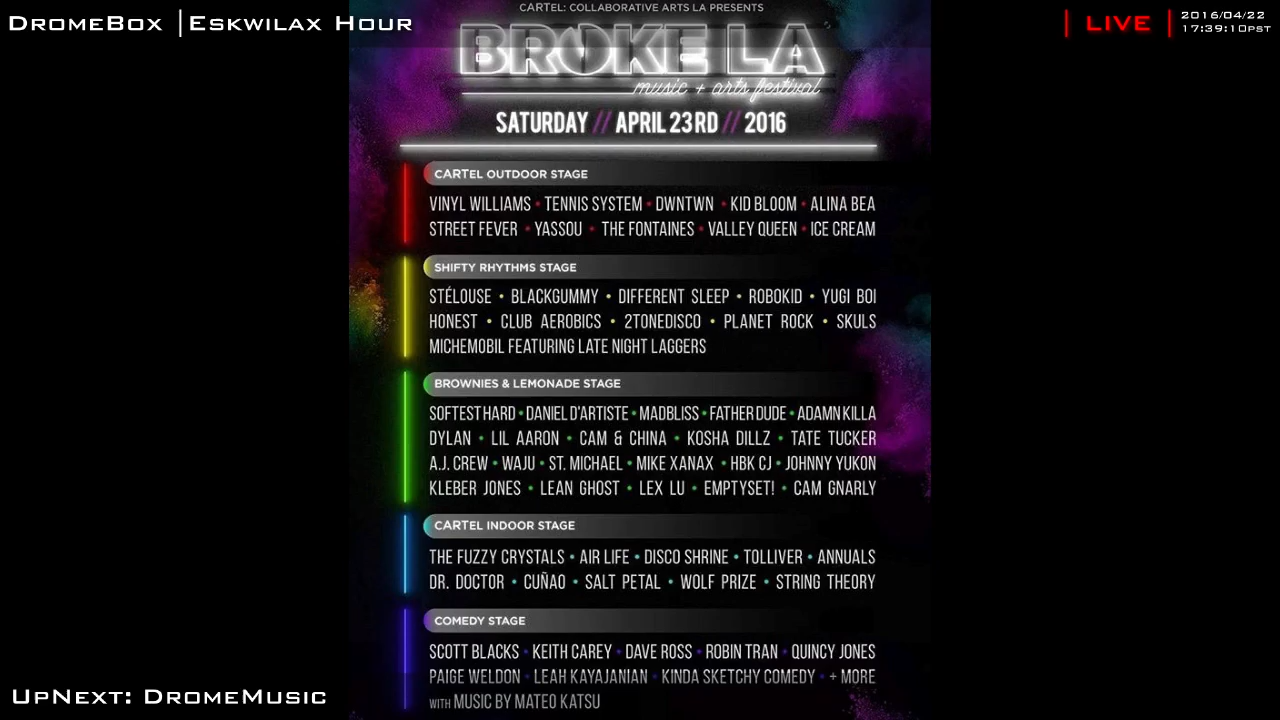 DromeBox |Eskwilax Hour
| LIVE |
2016/04/22
17:39:10PST
CARTEL: COLLABORATIVE ARTS LA PRESENTS
BROKE LA
music + arts festival
SATURDAY // APRIL 23RD // 2016
CARTEL OUTDOOR STAGE
VINYL WILLIAMS • TENNIS SYSTEM • DWNTWN • KID BLOOM • ALINA BEA
STREET FEVER • YASSOU • THE FONTAINES • VALLEY QUEEN • ICE CREAM
SHIFTY RHYTHMS STAGE
STÉLOUSE • BLACKGUMMY • DIFFERENT SLEEP • ROBOKID • YUGI BOI
HONEST • CLUB AEROBICS • 2TONEDISCO • PLANET ROCK • SKULS
MICHEMOBIL FEATURING LATE NIGHT LAGGERS
BROWNIES & LEMONADE STAGE
SOFTEST HARD • DANIEL D'ARTISTE • MADBLISS • FATHER DUDE • ADAMN KILLA
DYLAN • LIL AARON • CAM & CHINA • KOSHA DILLZ • TATE TUCKER
A.J. CREW • WAJU • ST. MICHAEL • MIKE XANAX • HBK CJ • JOHNNY YUKON
KLEBER JONES • LEAN GHOST • LEX LU • EMPTYSET! • CAM GNARLY
CARTEL INDOOR STAGE
THE FUZZY CRYSTALS • AIR LIFE • DISCO SHRINE • TOLLIVER • ANNUALS
DR. DOCTOR • CUÑAO • SALT PETAL • WOLF PRIZE • STRING THEORY
COMEDY STAGE
SCOTT BLACKS • KEITH CAREY • DAVE ROSS • ROBIN TRAN • QUINCY JONES
PAIGE WELDON • LEAH KAYAJANIAN • KINDA SKETCHY COMEDY • + MORE
WITH MUSIC BY MATEO KATSU
UpNext: DromeMusic